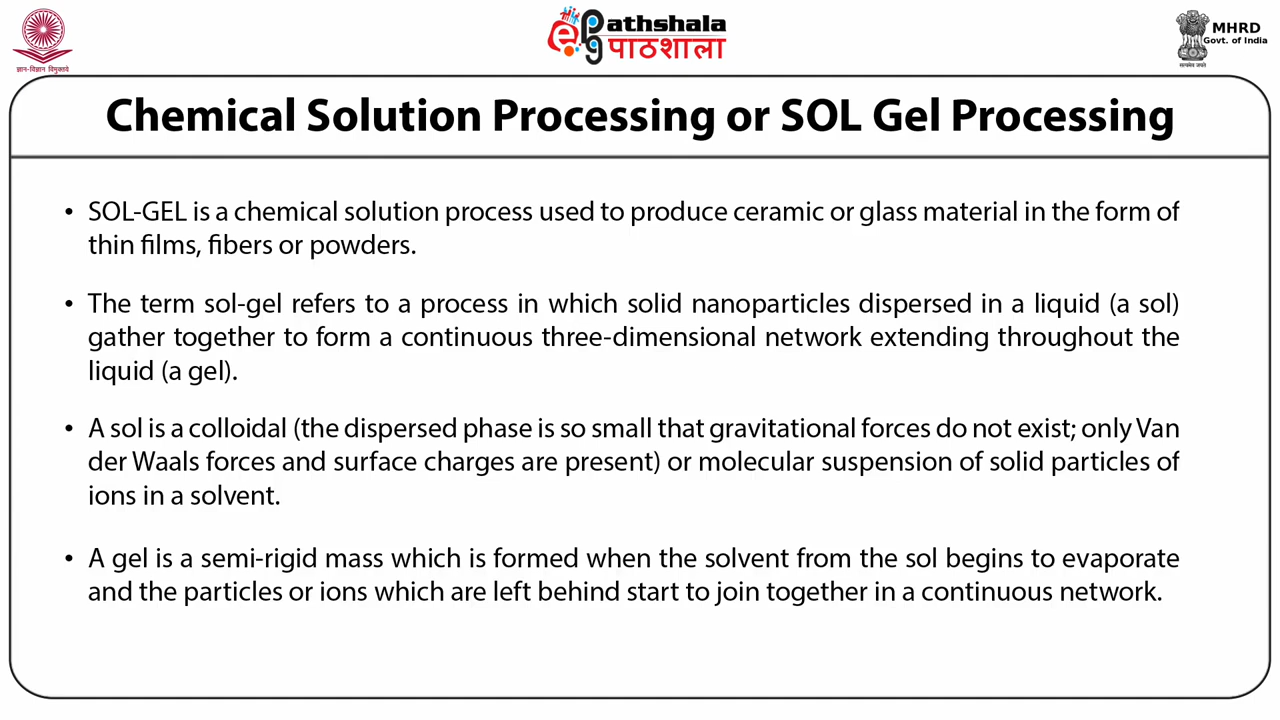 ज्ञान-विज्ञान विमुक्तये
ePG Pathshala
पाठशाला
MHRD
Govt. of India
सत्यमेव जयते
Chemical Solution Processing or SOL Gel Processing
• SOL-GEL is a chemical solution process used to produce ceramic or glass material in the form of
thin films, fibers or powders.
• The term sol-gel refers to a process in which solid nanoparticles dispersed in a liquid (a sol)
gather together to form a continuous three-dimensional network extending throughout the
liquid (a gel).
• A sol is a colloidal (the dispersed phase is so small that gravitational forces do not exist; only Van
der Waals forces and surface charges are present) or molecular suspension of solid particles of
ions in a solvent.
• A gel is a semi-rigid mass which is formed when the solvent from the sol begins to evaporate
and the particles or ions which are left behind start to join together in a continuous network.